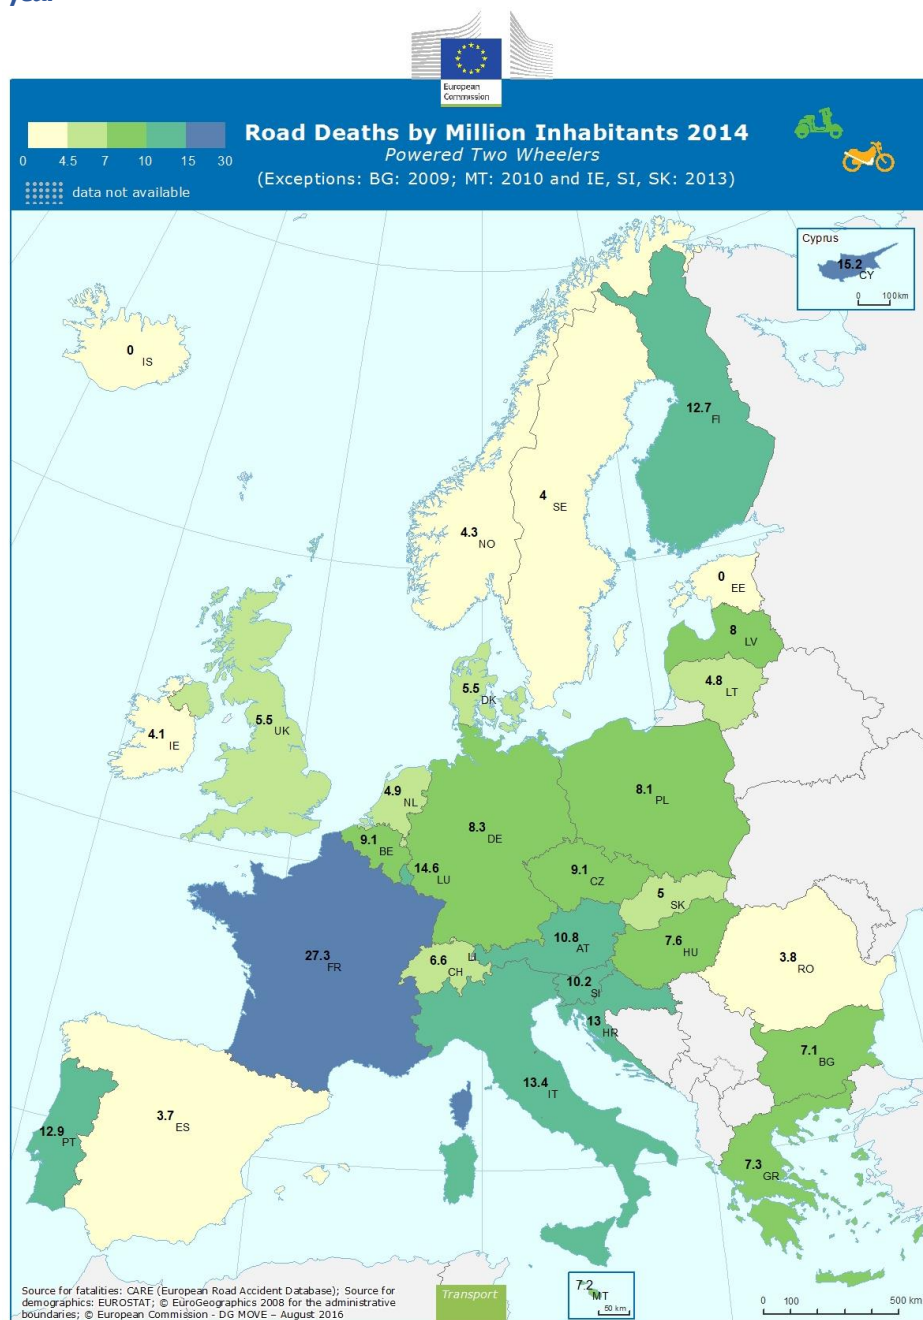 year
European
Commission
Road Deaths by Million Inhabitants 2014
Powered Two Wheelers
(Exceptions: BG: 2009; MT: 2010 and IE, SI, SK: 2013)
0 4.5 7 10 15 30
data not available
Cyprus
15.2
CY
0 100 km
0
IS
12.7
FI
4
SE
4.3
NO
0
EE
8
LV
4.8
LT
5.5
DK
5.5
UK
4.1
IE
4.9
NL
8.1
PL
8.3
DE
9.1
BE
14.6
LU
9.1
CZ
5
SK
10.8
AT
7.6
HU
6.6
CH
LI
27.3
FR
3.8
RO
10.2
SI
13
HR
7.1
BG
13.4
IT
3.7
ES
12.9
PT
7.3
GR
7.2
MT
50 km
Source for fatalities: CARE (European Road Accident Database); Source for
demographics: EUROSTAT; © EuroGeographics 2008 for the administrative
boundaries; © European Commission - DG MOVE – August 2016
Transport
0 100 500 km